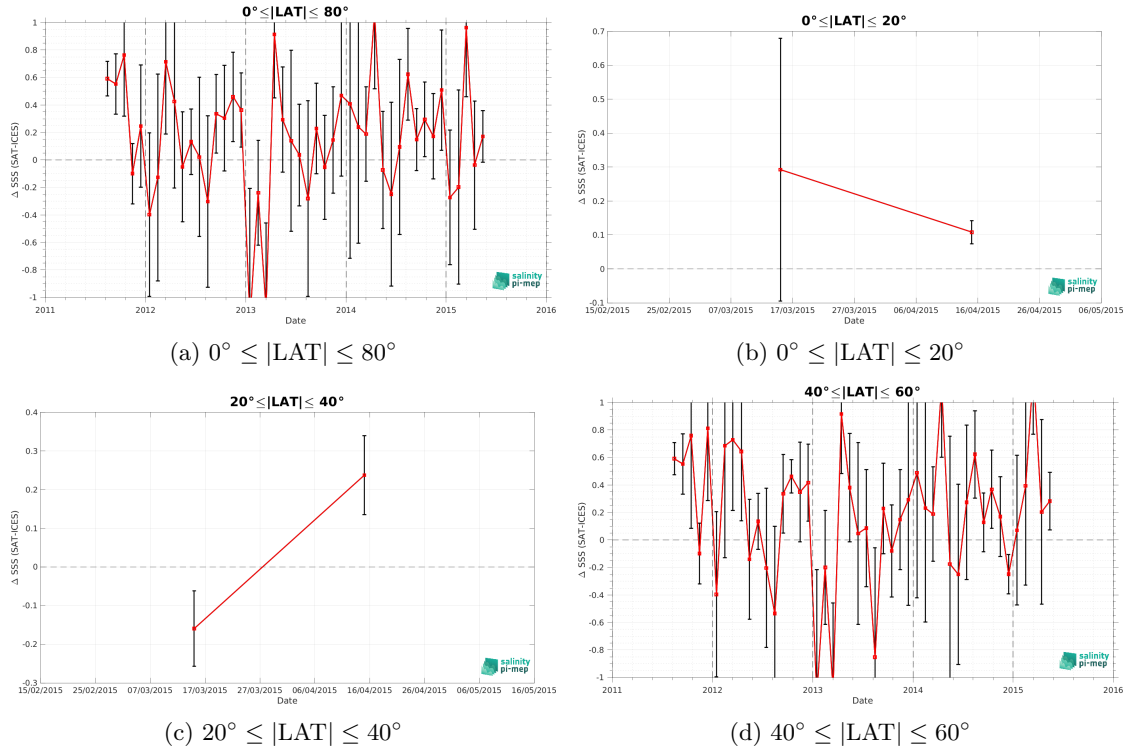 0°≤|LAT|≤ 80°
Δ SSS (SAT-ICES)
1
0.8
0.6
0.4
0.2
0
-0.2
-0.4
-0.6
-0.8
-1
2011 2012 2013 2014 2015 2016
Date
salinity
pi-mep
(a) 0° ≤ |LAT| ≤ 80°
0°≤|LAT|≤ 20°
Δ SSS (SAT-ICES)
0.7
0.6
0.5
0.4
0.3
0.2
0.1
0
-0.1
15/02/2015 25/02/2015 07/03/2015 17/03/2015 27/03/2015 06/04/2015 16/04/2015 26/04/2015 06/05/2015
Date
salinity
pi-mep
(b) 0° ≤ |LAT| ≤ 20°
20°≤|LAT|≤ 40°
Δ SSS (SAT-ICES)
0.4
0.3
0.2
0.1
0
-0.1
-0.2
-0.3
15/02/2015 25/02/2015 07/03/2015 17/03/2015 27/03/2015 06/04/2015 16/04/2015 26/04/2015 06/05/2015 16/05/2015
Date
salinity
pi-mep
(c) 20° ≤ |LAT| ≤ 40°
40°≤|LAT|≤ 60°
Δ SSS (SAT-ICES)
1
0.8
0.6
0.4
0.2
0
-0.2
-0.4
-0.6
-0.8
-1
2011 2012 2013 2014 2015 2016
Date
salinity
pi-mep
(d) 40° ≤ |LAT| ≤ 60°